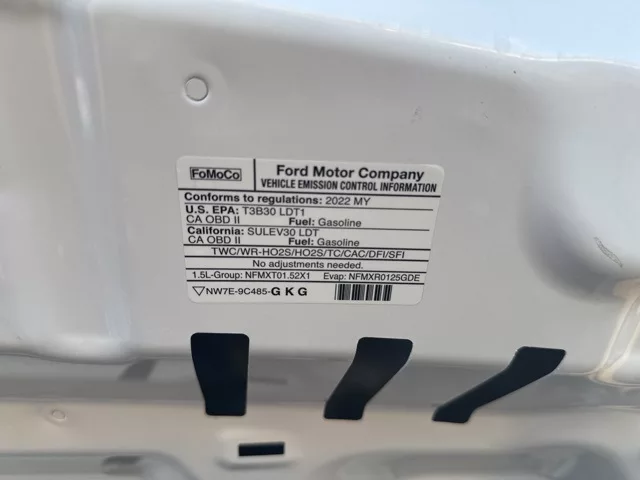 FoMoCo
Ford Motor Company
VEHICLE EMISSION CONTROL INFORMATION
Conforms to regulations: 2022 MY
U.S. EPA: T3B30 LDT1
CA OBD II Fuel: Gasoline
California: SULEV30 LDT
CA OBD II Fuel: Gasoline
TWC/WR-HO2S/HO2S/TC/CAC/DFI/SFI
No adjustments needed.
1.5L-Group: NFMXT01.52X1 Evap: NFMXR0125GDE
NW7E-9C485-G K G